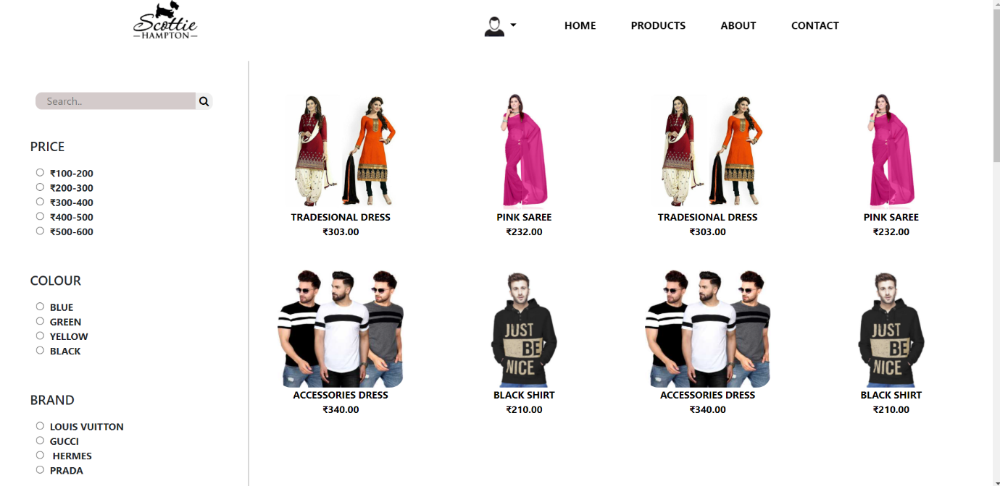 Scottie
HAMPTON
HOME PRODUCTS ABOUT CONTACT
Search..
PRICE
₹100-200
₹200-300
₹300-400
₹400-500
₹500-600
COLOUR
BLUE
GREEN
YELLOW
BLACK
BRAND
LOUIS VUITTON
GUCCI
HERMES
PRADA
TRADESIONAL DRESS PINK SAREE TRADESIONAL DRESS PINK SAREE
₹303.00 ₹232.00 ₹303.00 ₹232.00
JUST JUST
BE BE
NICE NICE
ACCESSORIES DRESS BLACK SHIRT ACCESSORIES DRESS BLACK SHIRT
₹340.00 ₹210.00 ₹340.00 ₹210.00